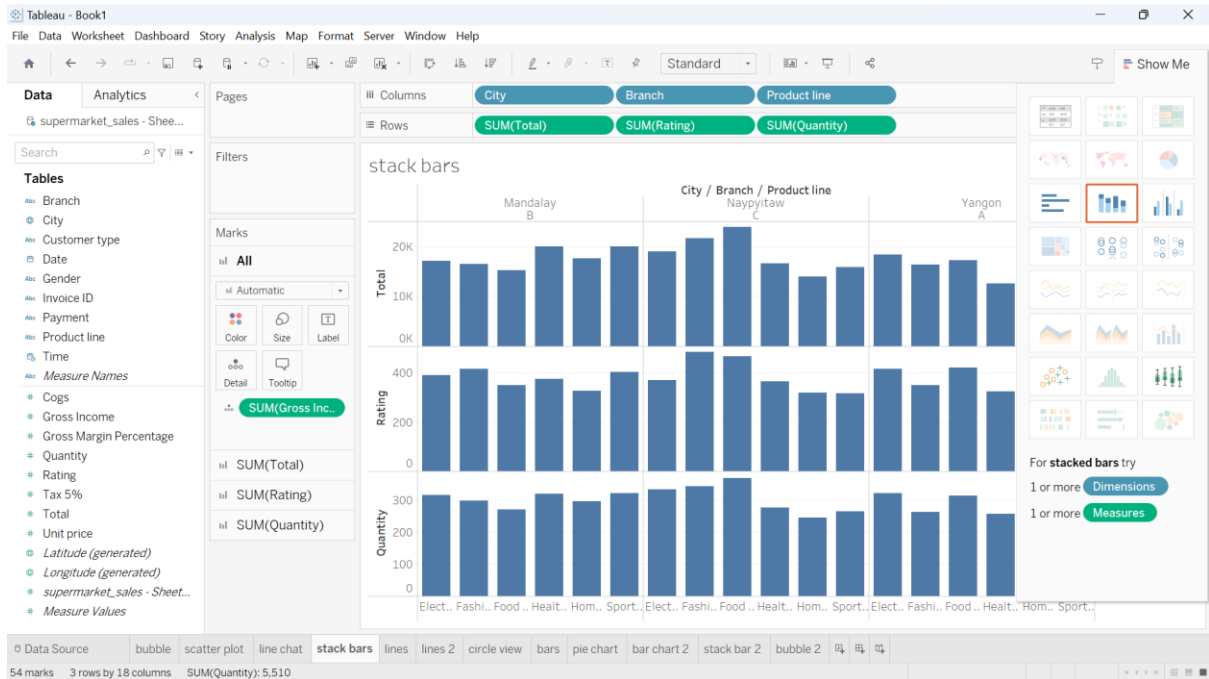 Tableau - Book1
File Data Worksheet Dashboard Story Analysis Map Format Server Window Help
Standard
Show Me
Data Analytics
supermarket_sales - Shee...
Search
Tables
Abc Branch
City
Abc Customer type
Date
Abc Gender
Abc Invoice ID
Abc Payment
Abc Product line
Time
Abc Measure Names
# Cogs
# Gross Income
# Gross Margin Percentage
# Quantity
# Rating
# Tax 5%
# Total
# Unit price
Latitude (generated)
Longitude (generated)
# supermarket_sales - Sheet...
# Measure Values
Pages
Filters
Marks
All
Automatic
Color Size Label
Detail Tooltip
SUM(Gross Inc..
SUM(Total)
SUM(Rating)
SUM(Quantity)
Columns City Branch Product line
Rows SUM(Total) SUM(Rating) SUM(Quantity)
stack bars
City / Branch / Product line
Mandalay Naypyitaw Yangon
B C A
Total
20K
10K
0K
Rating
400
200
0
Quantity
300
200
100
0
Elect.. Fashi.. Food .. Healt.. Hom.. Sport.. Elect.. Fashi.. Food .. Healt.. Hom.. Sport.. Elect.. Fashi.. Food .. Healt.. Hom.. Sport..
For stacked bars try
1 or more Dimensions
1 or more Measures
Data Source bubble scatter plot line chat stack bars lines lines 2 circle view bars pie chart bar chart 2 stack bar 2 bubble 2
54 marks 3 rows by 18 columns SUM(Quantity): 5,510